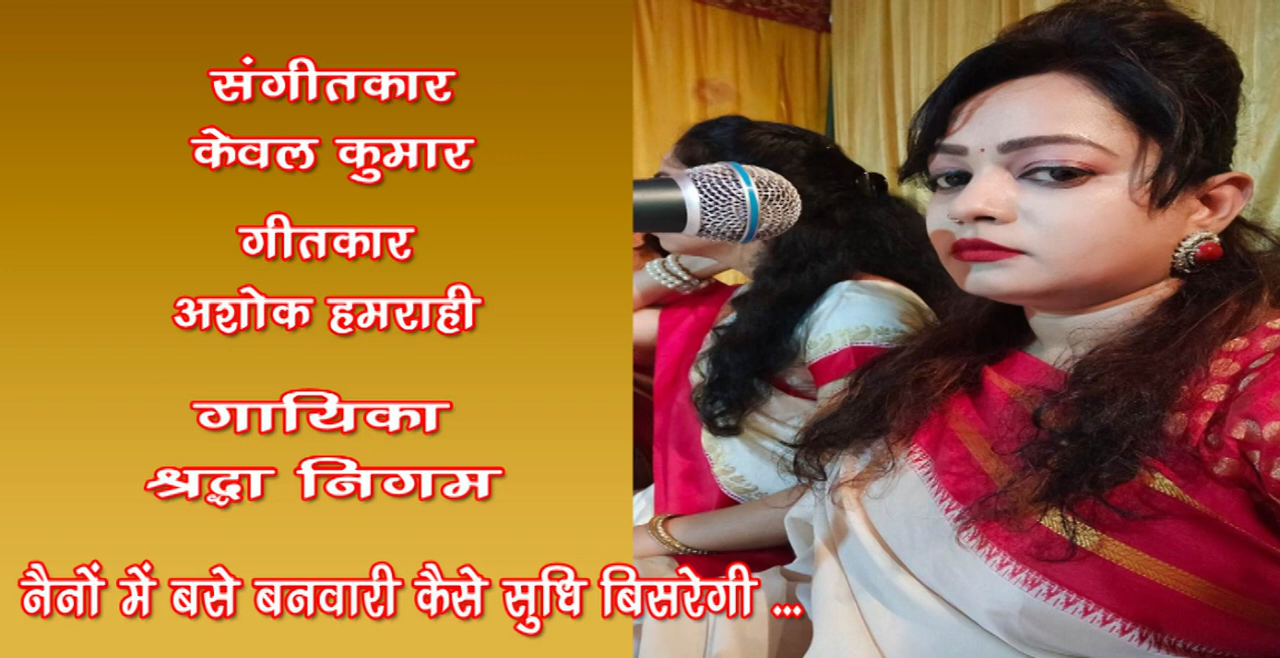 संगीतकार
केवल कुमार
गीतकार
अशोक हमराही
गायिका
श्रद्धा निगम
नैनों में बसे बनवारी कैसे सुधि बिसरेगी ...